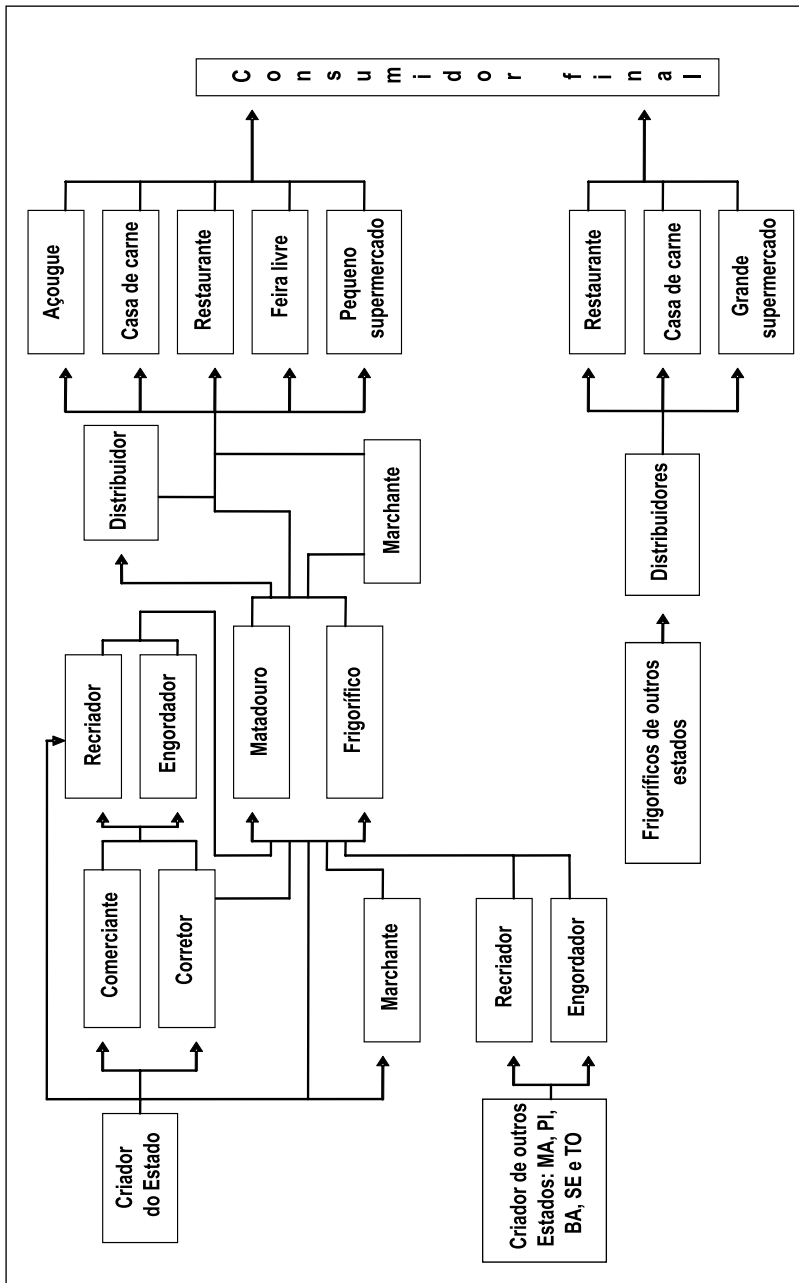 Criador
do Estado
Criador de outros
Estados: MA, PI,
BA, SE e TO
Comerciante
Corretor
Marchante
Recriador
Engordador
Recriador
Engordador
Matadouro
Frigorífico
Frigoríficos de outros
estados
Distribuidor
Marchante
Distribuidores
Açougue
Casa de carne
Restaurante
Feira livre
Pequeno
supermercado
Restaurante
Casa de carne
Grande
supermercado
Consumidor final